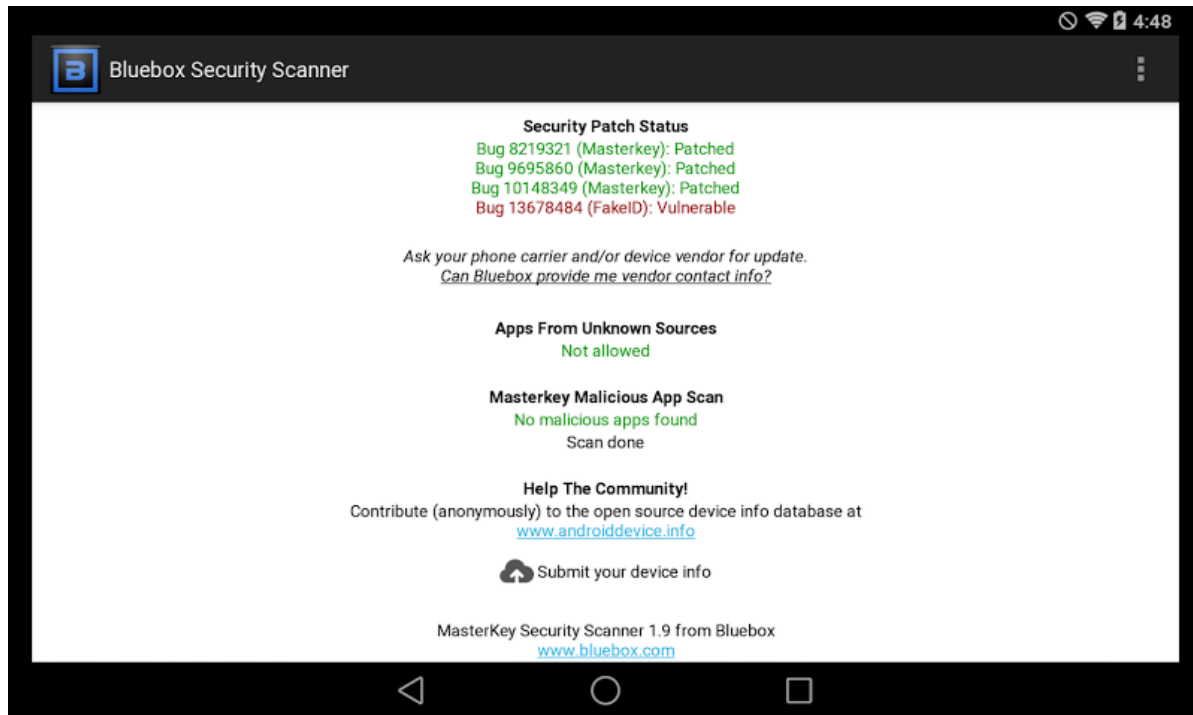 4:48
B Bluebox Security Scanner
Security Patch Status
Bug 8219321 (Masterkey): Patched
Bug 9695860 (Masterkey): Patched
Bug 10148349 (Masterkey): Patched
Bug 13678484 (FakeID): Vulnerable
Ask your phone carrier and/or device vendor for update.
Can Bluebox provide me vendor contact info?
Apps From Unknown Sources
Not allowed
Masterkey Malicious App Scan
No malicious apps found
Scan done
Help The Community!
Contribute (anonymously) to the open source device info database at
www.androiddevice.info
Submit your device info
MasterKey Security Scanner 1.9 from Bluebox
www.bluebox.com